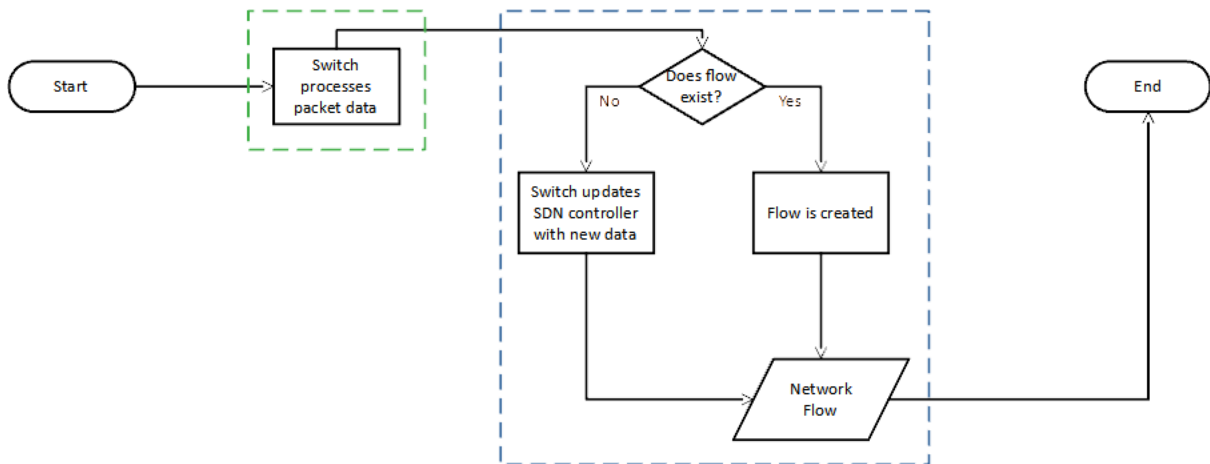 Start
Switch
processes
packet data
Does flow
exist?
No
Yes
Switch updates
SDN controller
with new data
Flow is created
Network
Flow
End